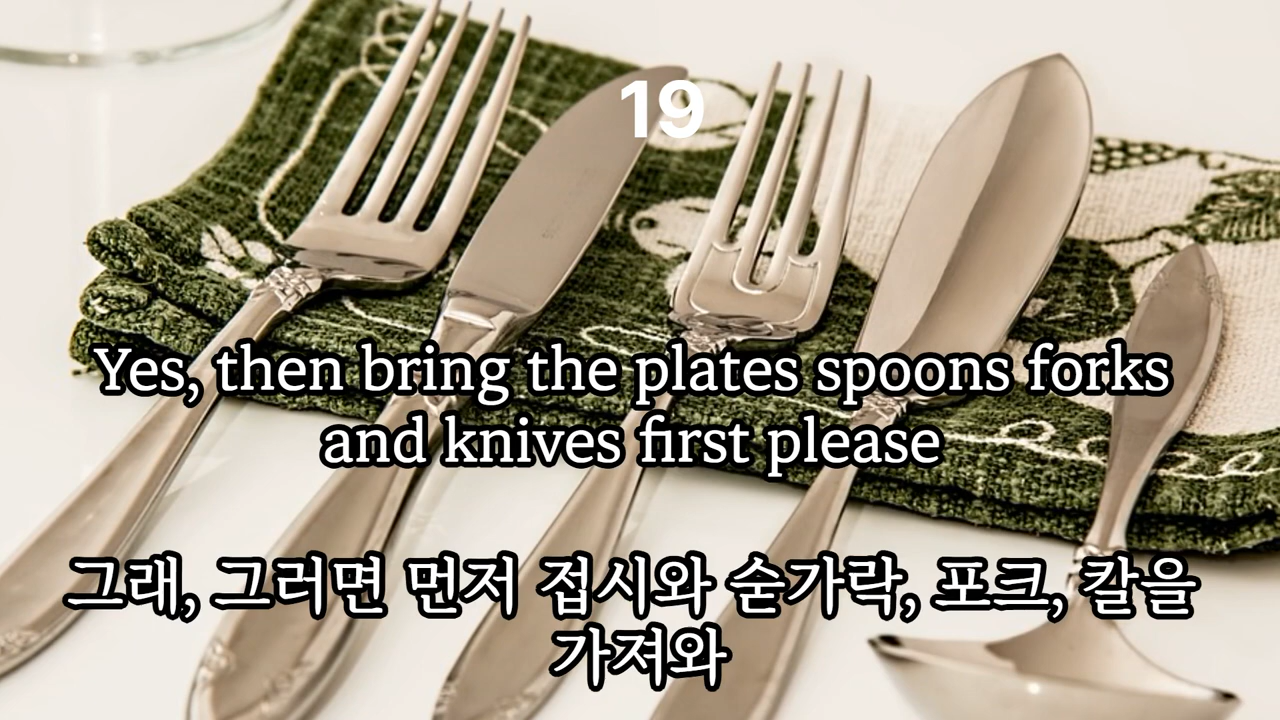 19
Yes, then bring the plates spoons forks
and knives first please
그래, 그러면 먼저 접시와 숟가락, 포크, 칼을
가져와